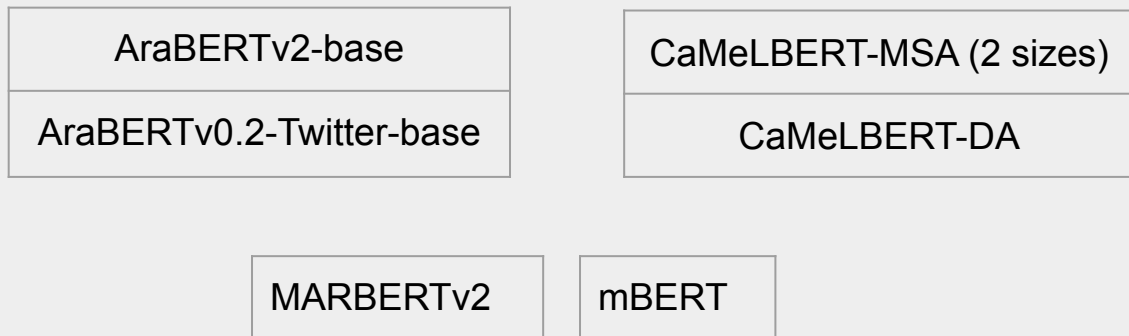 AraBERTv2-base
CaMeLBERT-MSA (2 sizes)
AraBERTv0.2-Twitter-base
CaMeLBERT-DA
MARBERTv2
mBERT